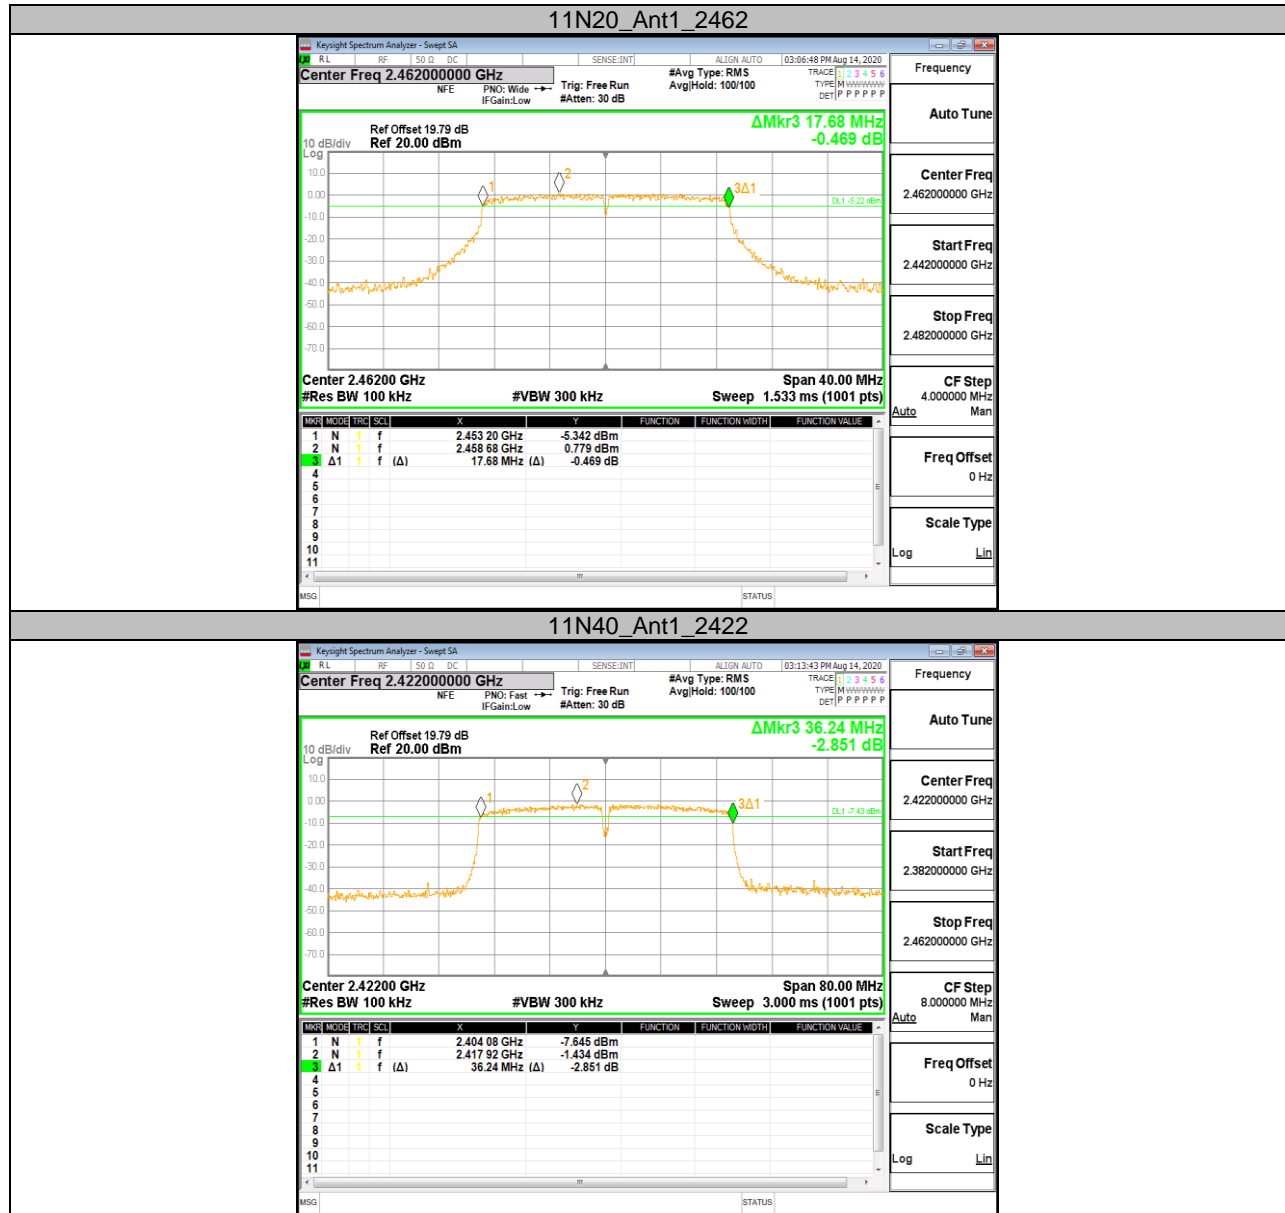 11N20_Ant1_2462
Keysight Spectrum Analyzer - Swept SA
RL RF 50 Ω DC SENSE:INT ALIGN AUTO 03:06:48 PM Aug 14, 2020
Center Freq 2.462000000 GHz
NFE PNO: Wide Trig: Free Run #Avg Type: RMS TRACE 1 2 3 4 5 6
IFGain:Low #Atten: 30 dB Avg|Hold: 100/100 TYPE M WWWWW
DET P P P P P P
Frequency
ΔMkr3 17.68 MHz
-0.469 dB
Ref Offset 19.79 dB
10 dB/div Ref 20.00 dBm
Log
10.0
0.00
-10.0
-20.0
-30.0
-40.0
-50.0
-60.0
-70.0
1
2
3Δ1
DL1 -5.22 dBm
Center 2.46200 GHz Span 40.00 MHz
#Res BW 100 kHz #VBW 300 kHz Sweep 1.533 ms (1001 pts)
MKR MODE TRC SCL X Y FUNCTION FUNCTION WIDTH FUNCTION VALUE
1 N 1 f 2.453 20 GHz -5.342 dBm
2 N 1 f 2.458 68 GHz 0.779 dBm
3 Δ1 1 f (Δ) 17.68 MHz (Δ) -0.469 dB
4
5
6
7
8
9
10
11
MSG STATUS
Auto Tune
Center Freq
2.462000000 GHz
Start Freq
2.442000000 GHz
Stop Freq
2.482000000 GHz
CF Step
4.000000 MHz
Auto Man
Freq Offset
0 Hz
Scale Type
Log Lin
11N40_Ant1_2422
Keysight Spectrum Analyzer - Swept SA
RL RF 50 Ω DC SENSE:INT ALIGN AUTO 03:13:43 PM Aug 14, 2020
Center Freq 2.422000000 GHz
NFE PNO: Fast Trig: Free Run #Avg Type: RMS TRACE 1 2 3 4 5 6
IFGain:Low #Atten: 30 dB Avg|Hold: 100/100 TYPE M WWWWW
DET P P P P P P
Frequency
ΔMkr3 36.24 MHz
-2.851 dB
Ref Offset 19.79 dB
10 dB/div Ref 20.00 dBm
Log
10.0
0.00
-10.0
-20.0
-30.0
-40.0
-50.0
-60.0
-70.0
1
2
3Δ1
DL1 -7.43 dBm
Center 2.42200 GHz Span 80.00 MHz
#Res BW 100 kHz #VBW 300 kHz Sweep 3.000 ms (1001 pts)
MKR MODE TRC SCL X Y FUNCTION FUNCTION WIDTH FUNCTION VALUE
1 N 1 f 2.404 08 GHz -7.645 dBm
2 N 1 f 2.417 92 GHz -1.434 dBm
3 Δ1 1 f (Δ) 36.24 MHz (Δ) -2.851 dB
4
5
6
7
8
9
10
11
MSG STATUS
Auto Tune
Center Freq
2.422000000 GHz
Start Freq
2.382000000 GHz
Stop Freq
2.462000000 GHz
CF Step
8.000000 MHz
Auto Man
Freq Offset
0 Hz
Scale Type
Log Lin